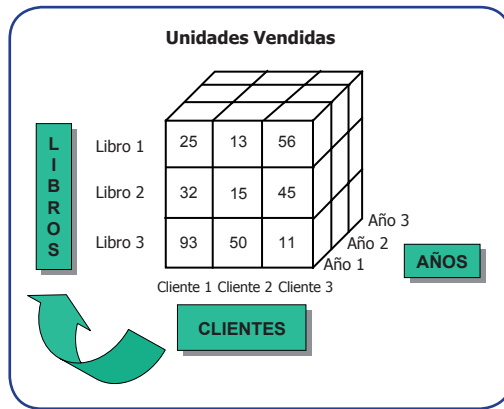 Unidades Vendidas
LIBROS
Libro 1 25 13 56
Libro 2 32 15 45
Libro 3 93 50 11
Año 3
Año 2
Año 1
AÑOS
Cliente 1 Cliente 2 Cliente 3
CLIENTES